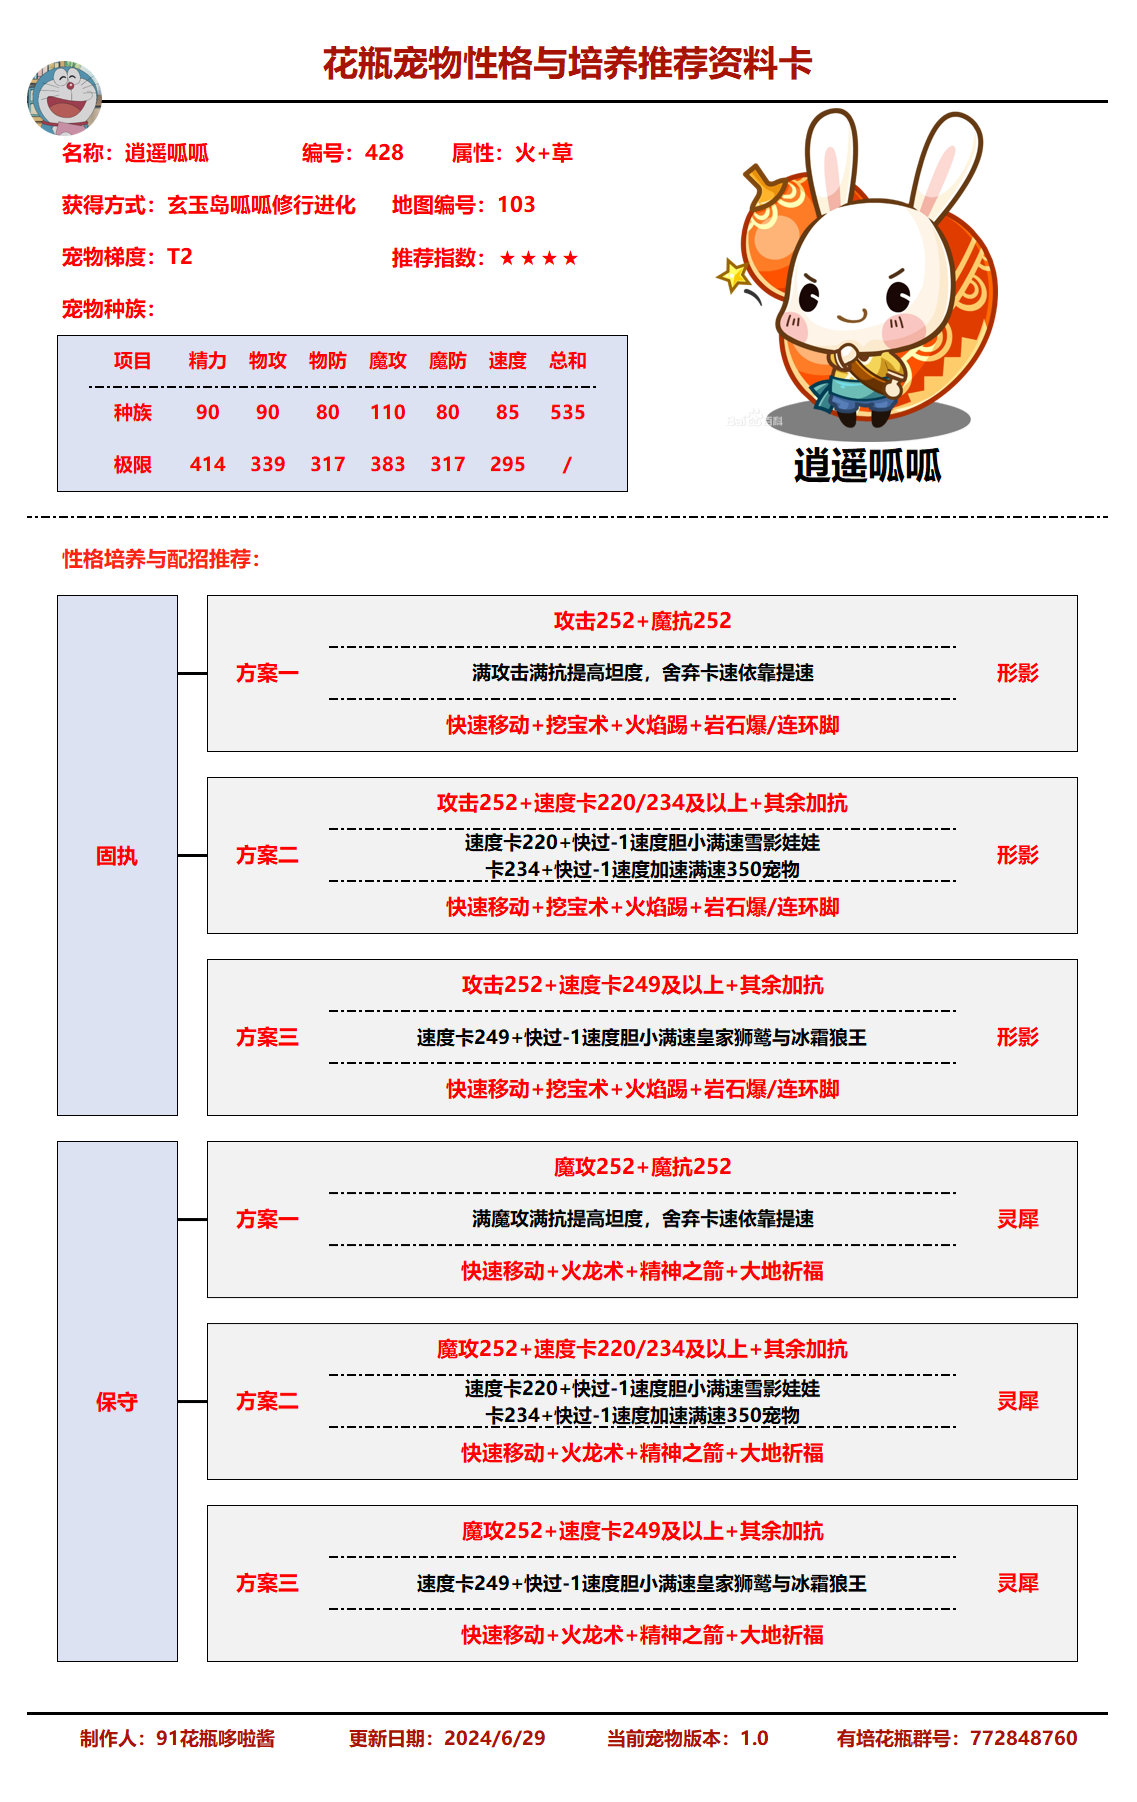 花瓶宠物性格与培养推荐资料卡
名称：逍遥呱呱 编号：428 属性：火+草
获得方式：玄玉岛呱呱修行进化 地图编号：103
宠物梯度：T2 推荐指数：★★★★
宠物种族：
项目 精力 物攻 物防 魔攻 魔防 速度 总和
种族 90 90 80 110 80 85 535
极限 414 339 317 383 317 295 /
Baidu百科
逍遥呱呱
性格培养与配招推荐：
固执
方案一
攻击252+魔抗252
满攻击满抗提高坦度，舍弃卡速依靠提速
快速移动+挖宝术+火焰踢+岩石爆/连环脚
形影
方案二
攻击252+速度卡220/234及以上+其余加抗
速度卡220+快过-1速度胆小满速雪影娃娃
卡234+快过-1速度加速满速350宠物
快速移动+挖宝术+火焰踢+岩石爆/连环脚
形影
方案三
攻击252+速度卡249及以上+其余加抗
速度卡249+快过-1速度胆小满速皇家狮鹫与冰霜狼王
快速移动+挖宝术+火焰踢+岩石爆/连环脚
形影
保守
方案一
魔攻252+魔抗252
满魔攻满抗提高坦度，舍弃卡速依靠提速
快速移动+火龙术+精神之箭+大地祈福
灵犀
方案二
魔攻252+速度卡220/234及以上+其余加抗
速度卡220+快过-1速度胆小满速雪影娃娃
卡234+快过-1速度加速满速350宠物
快速移动+火龙术+精神之箭+大地祈福
灵犀
方案三
魔攻252+速度卡249及以上+其余加抗
速度卡249+快过-1速度胆小满速皇家狮鹫与冰霜狼王
快速移动+火龙术+精神之箭+大地祈福
灵犀
制作人：91花瓶哆啦酱 更新日期：2024/6/29 当前宠物版本：1.0 有培花瓶群号：772848760